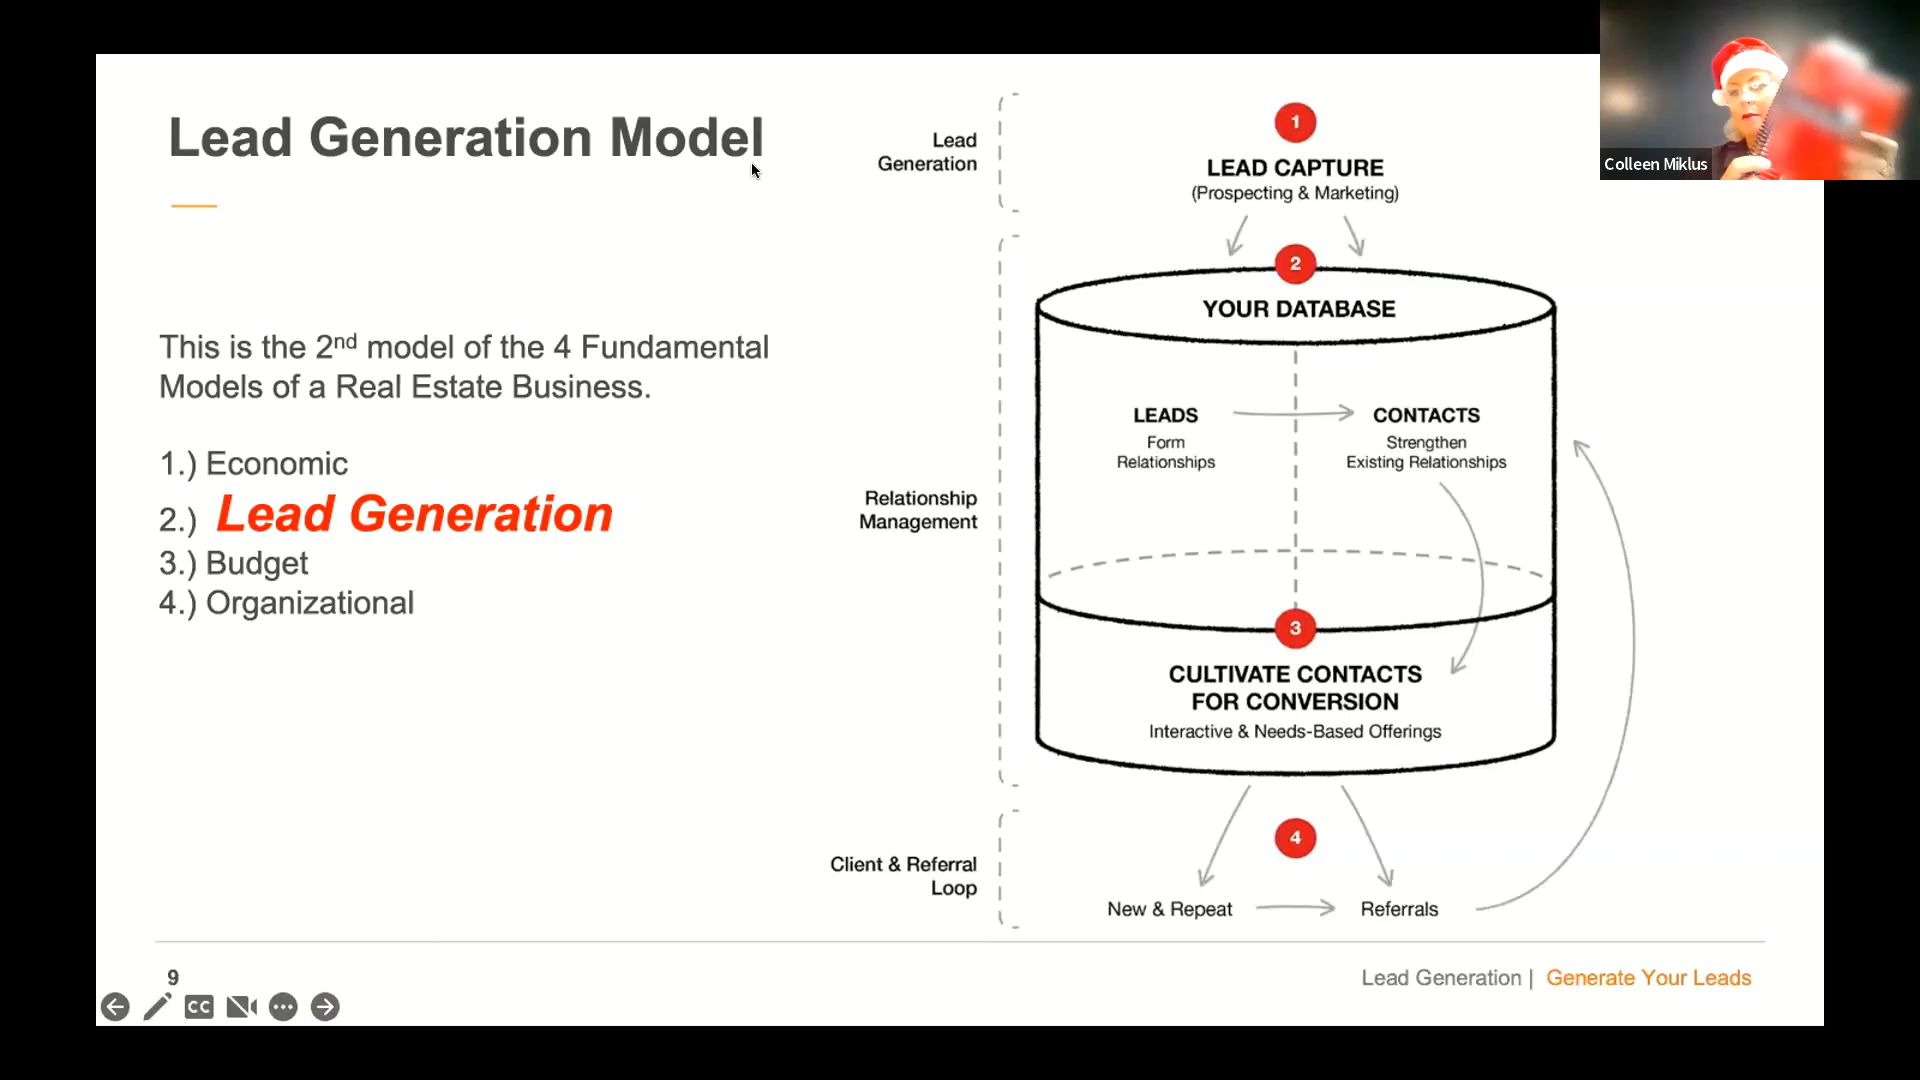 Lead Generation Model
This is the 2nd model of the 4 Fundamental
Models of a Real Estate Business.
1.) Economic
2.) Lead Generation
3.) Budget
4.) Organizational
Lead
Generation
1
LEAD CAPTURE
(Prospecting & Marketing)
2
YOUR DATABASE
LEADS
Form
Relationships
CONTACTS
Strengthen
Existing Relationships
Relationship
Management
3
CULTIVATE CONTACTS
FOR CONVERSION
Interactive & Needs-Based Offerings
Client & Referral
Loop
4
New & Repeat
Referrals
9
Lead Generation | Generate Your Leads
CC
Colleen Miklus